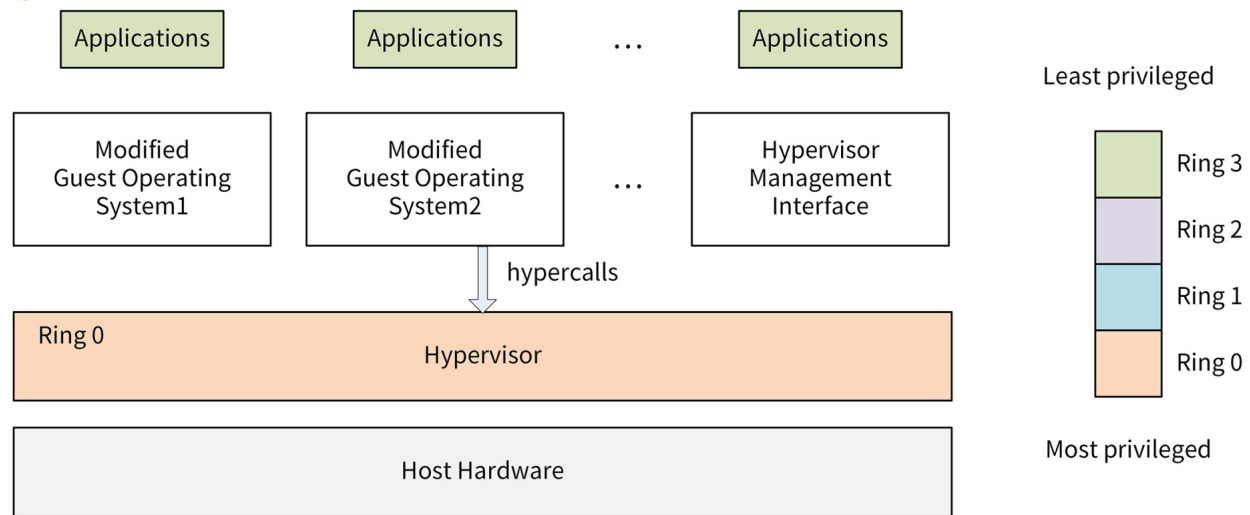 Applications
Applications
...
Applications
Least privileged
Modified
Guest Operating
System1
Modified
Guest Operating
System2
...
Hypervisor
Management
Interface
Ring 3
Ring 2
Ring 1
Ring 0
hypercalls
Ring 0
Hypervisor
Host Hardware
Most privileged